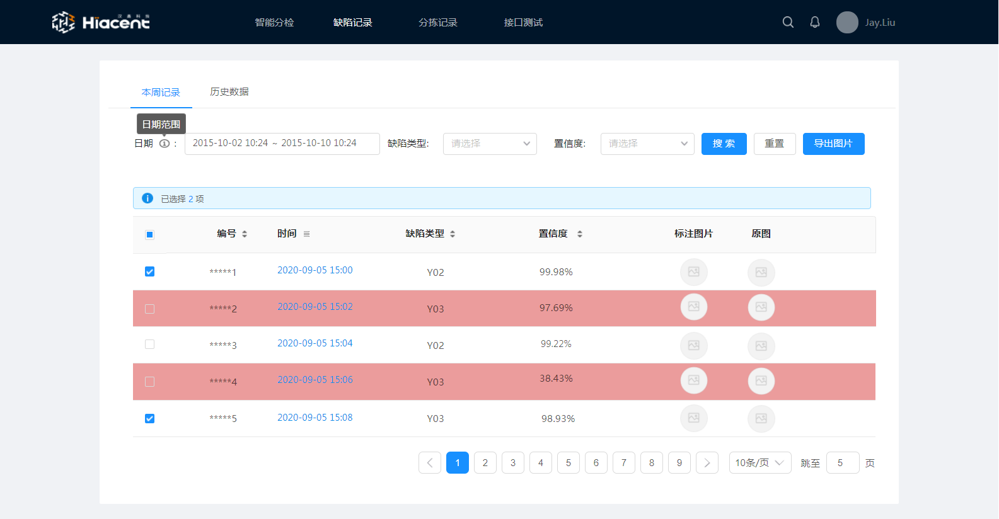 汉鑫科技
Hiacent
智能分检 缺陷记录 分拣记录 接口测试 Jay.Liu
本周记录 历史数据
日期范围
日期 : 2015-10-02 10:24 ~ 2015-10-10 10:24 缺陷类型: 请选择 置信度: 请选择 搜 索 重置 导出图片
已选择 2 项
编号 时间 缺陷类型 置信度 标注图片 原图
*****1 2020-09-05 15:00 Y02 99.98%
*****2 2020-09-05 15:02 Y03 97.69%
*****3 2020-09-05 15:04 Y02 99.22%
*****4 2020-09-05 15:06 Y03 38.43%
*****5 2020-09-05 15:08 Y03 98.93%
1 2 3 4 5 6 7 8 9 10条/页 跳至 5 页